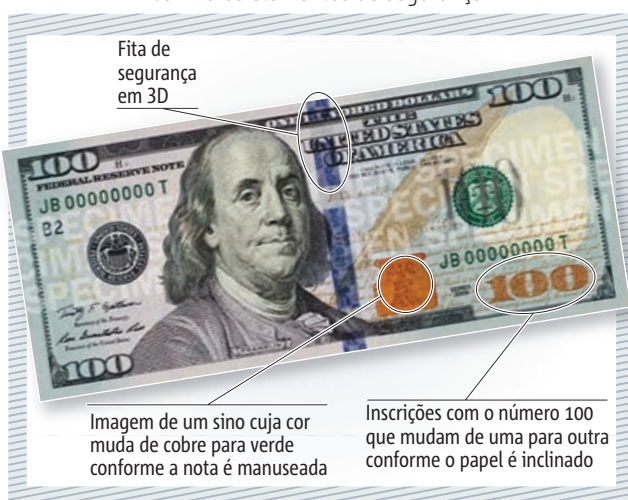 Fita de
segurança
em 3D
ONE HUNDRED DOLLARS
100
THE
UNITED STATES
OF AMERICA
100
FEDERAL RESERVE NOTE
JB 00000000 T
B2
SPECIMEN
JB 00000000 T
100
100
Imagem de um sino cuja cor
muda de cobre para verde
conforme a nota é manuseada
Inscrições com o número 100
que mudam de uma para outra
conforme o papel é inclinado